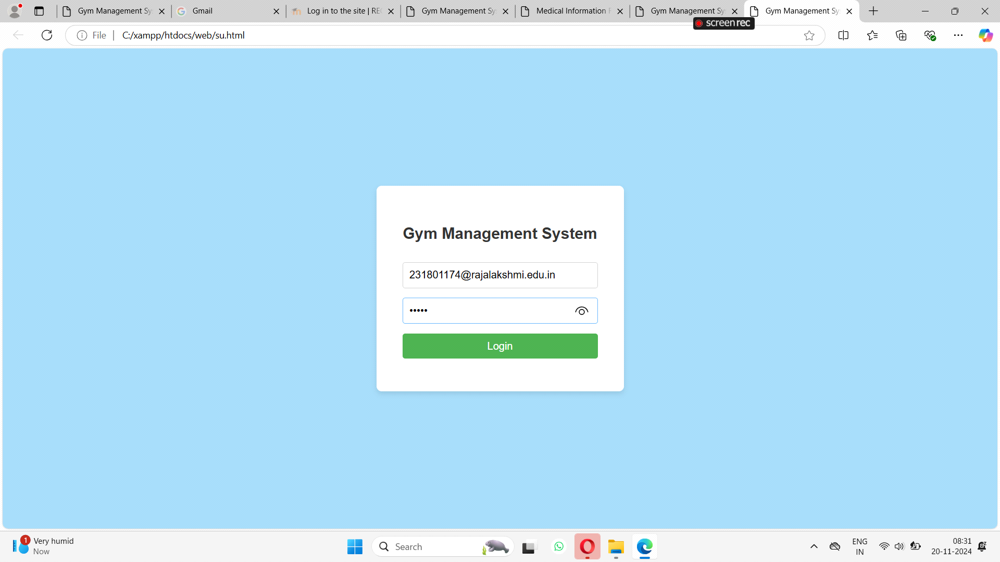 Gym Management Sy
Gmail
Log in to the site | REC
Gym Management Sy
Medical Information F
Gym Management Sy
Gym Management Sy
screenrec
File
C:/xampp/htdocs/web/su.html
Gym Management System
231801174@rajalakshmi.edu.in
•••••
Login
1
Very humid
Now
Search
ENG
IN
08:31
20-11-2024